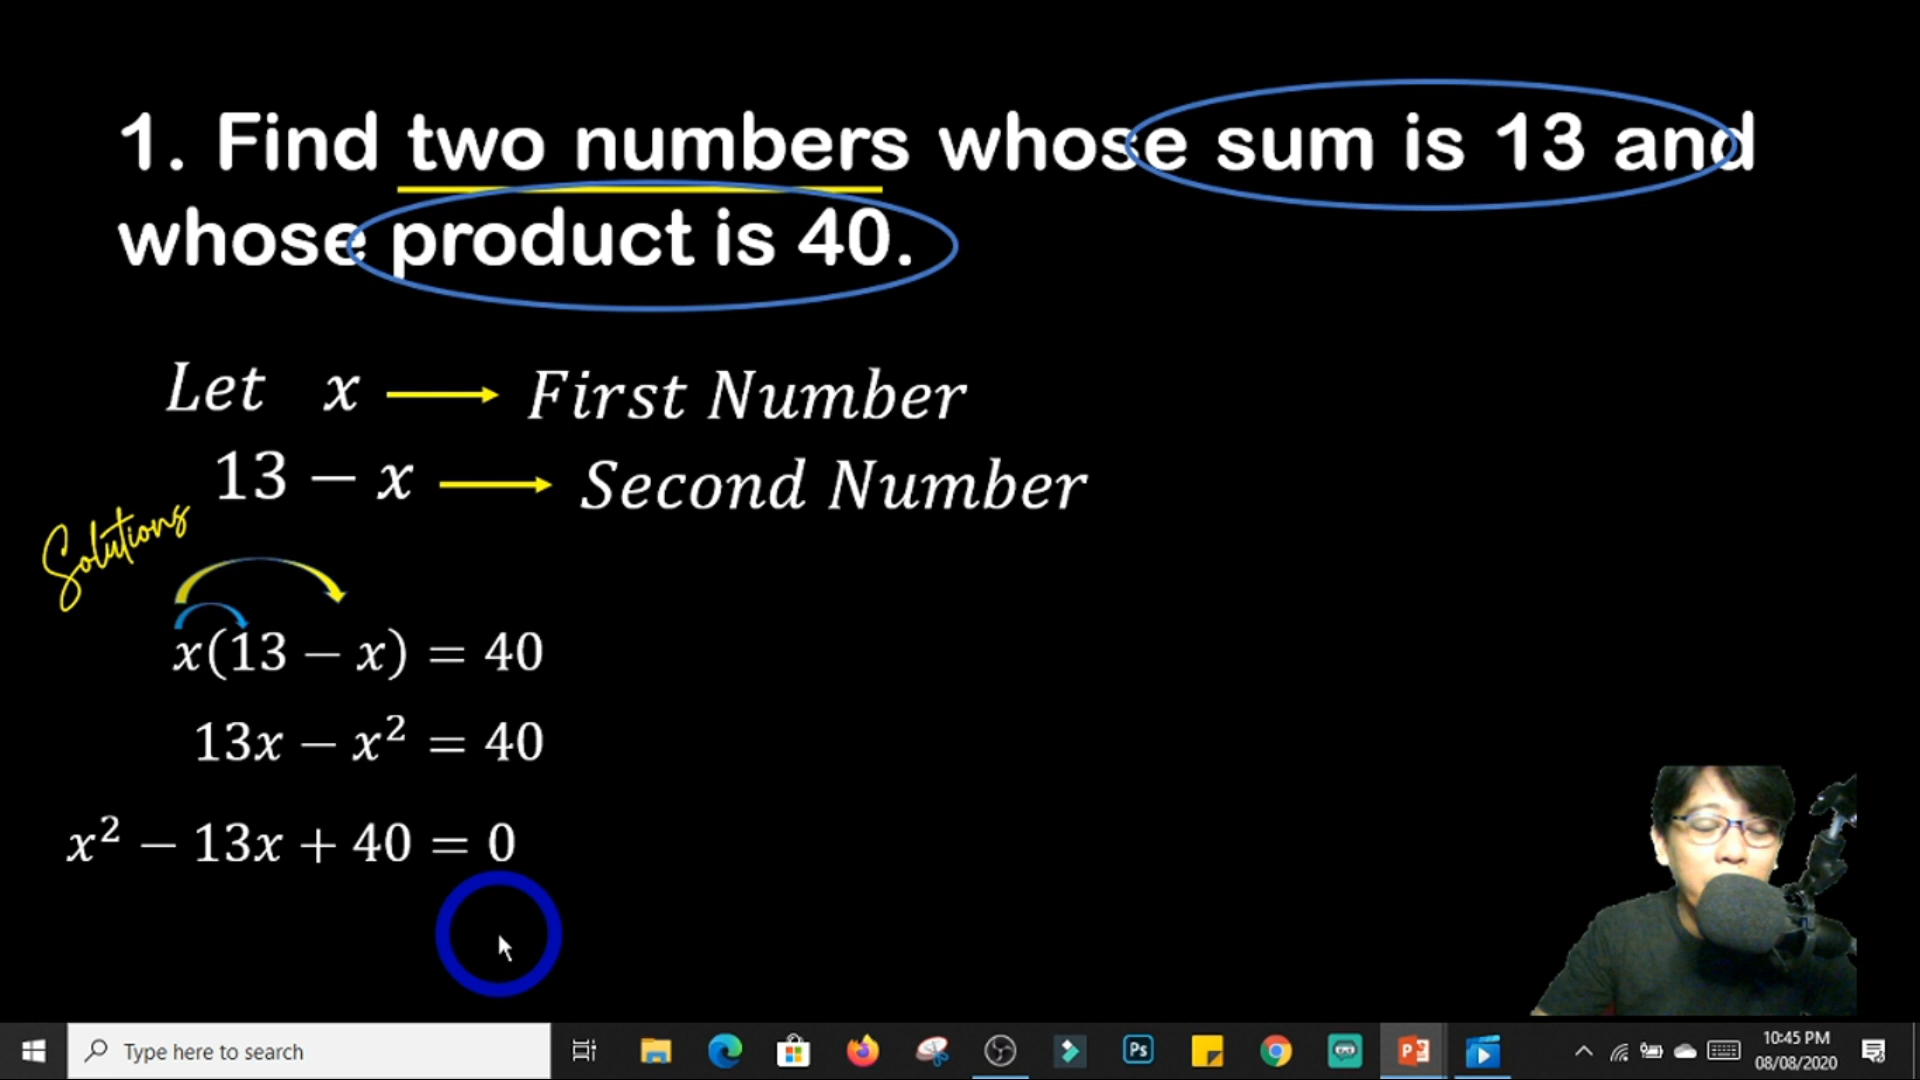 1. Find two numbers whose sum is 13 and
whose product is 40.
Let x → First Number
13 − x → Second Number
Solutions
x(13 − x) = 40
13x − x² = 40
x² − 13x + 40 = 0
Type here to search
Ps
10:45 PM
08/08/2020